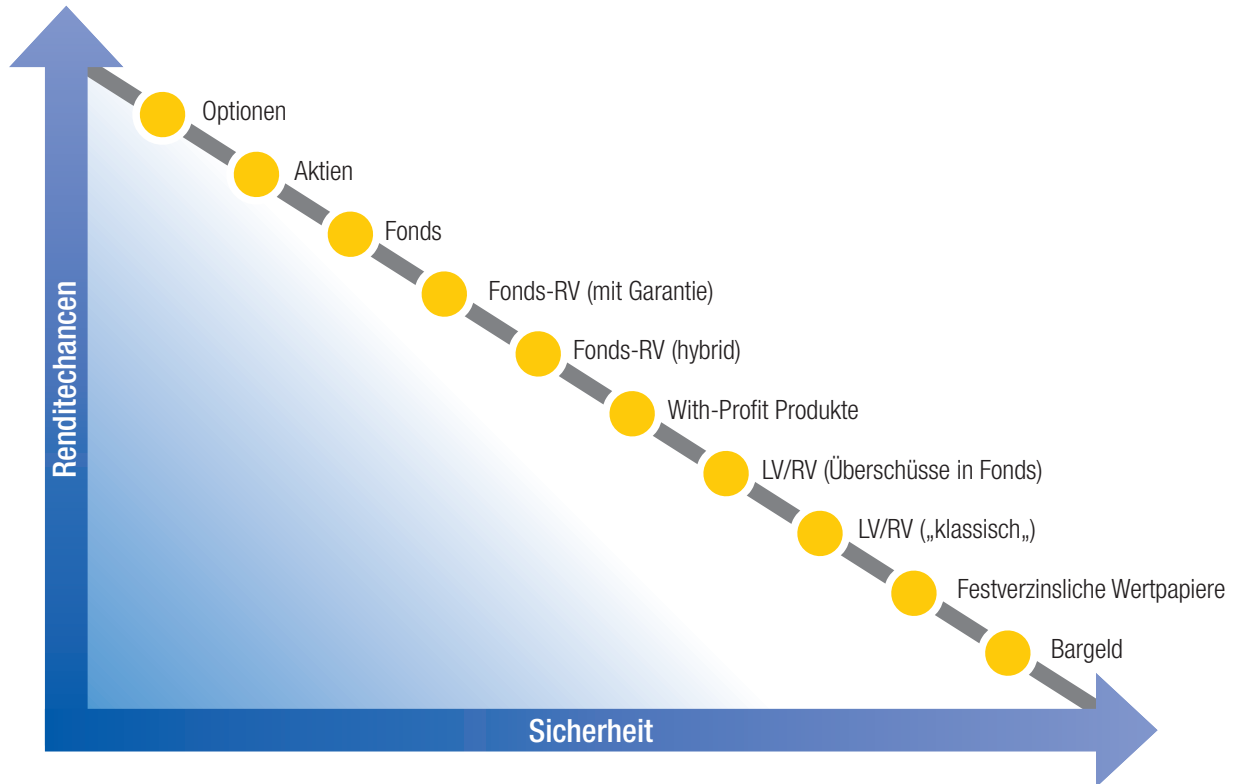 Optionen
Aktien
Fonds
Fonds-RV (mit Garantie)
Fonds-RV (hybrid)
With-Profit Produkte
LV/RV (Überschüsse in Fonds)
LV/RV („klassisch„)
Festverzinsliche Wertpapiere
Bargeld
Renditechancen
Sicherheit